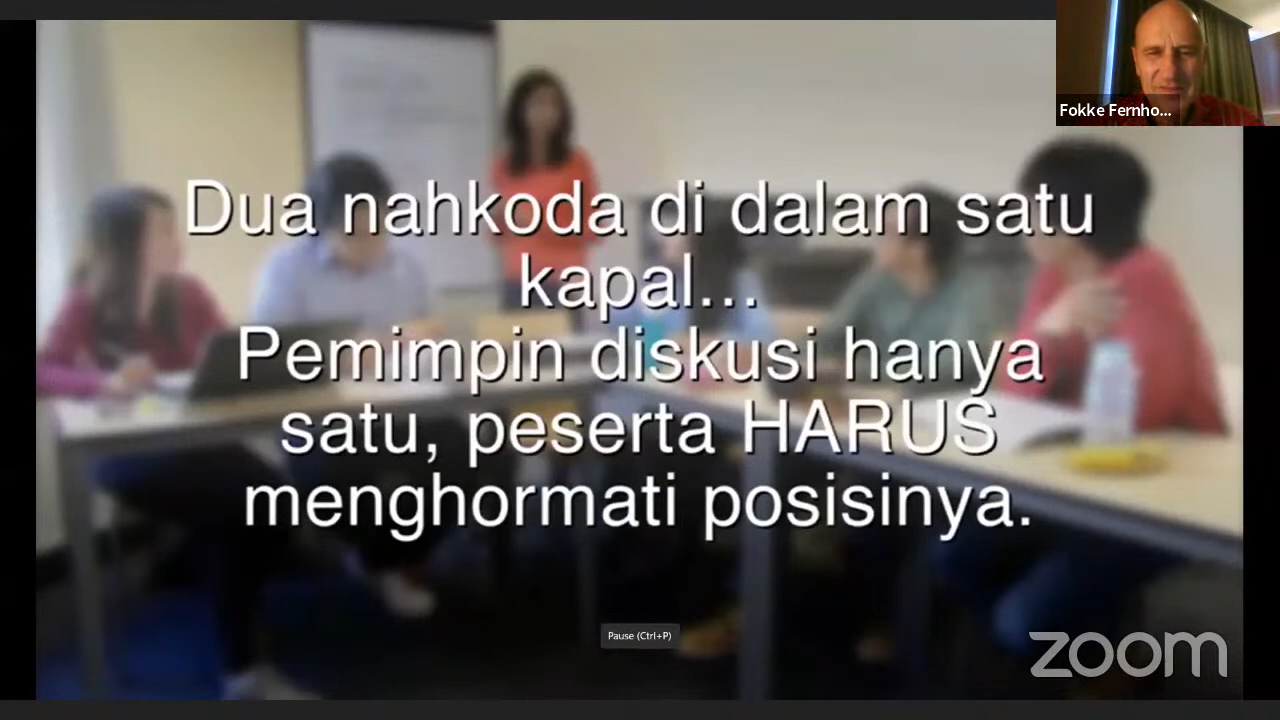 Fokke Fernho...
Dua nahkoda di dalam satu
kapal...
Pemimpin diskusi hanya
satu, peserta HARUS
menghormati posisinya.
Pause (Ctrl+P)
zoom